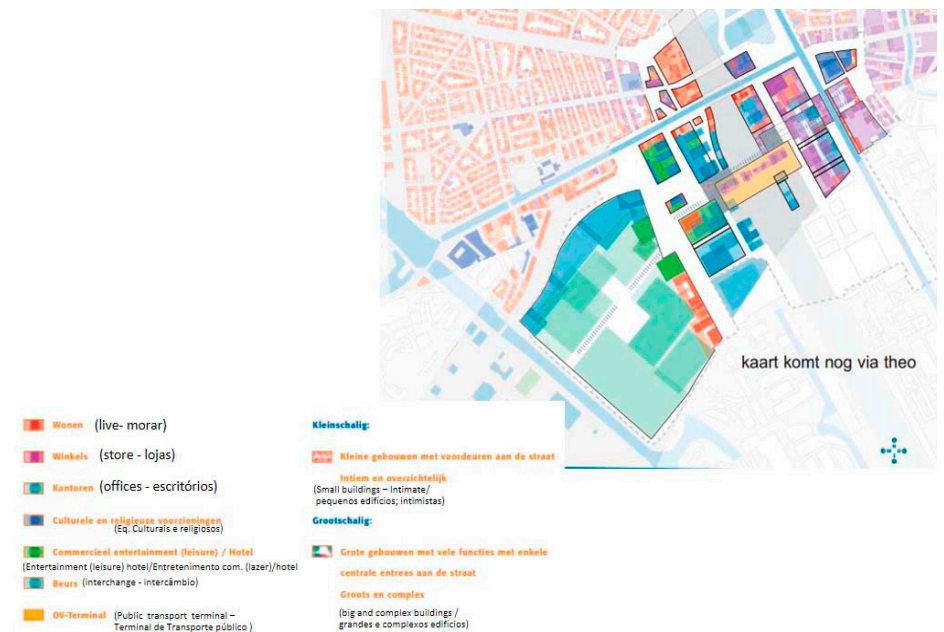 kaart komt nog via theo
Wonen (live- morar)
Winkels (store - lojas)
Kantoren (offices - escritórios)
Culturele en religieuze voorzieningen
(Eq. Culturais e religiosos)
Commercieel entertainment (leisure) / Hotel
(Entertainment (leisure) hotel/Entretenimento com. (lazer)/hotel
Beurs (interchange - intercâmbio)
OV-Terminal (Public transport terminal –
Terminal de Transporte público )
Kleinschalig:
Kleine gebouwen met voordeuren aan de straat
Intiem en overzichtelijk
(Small buildings – Intimate/
pequenos edifícios; intimistas)
Grootschalig:
Grote gebouwen met vele functies met enkele
centrale entrees aan de straat
Groots en complex
(big and complex buildings /
grandes e complexos edifícios)